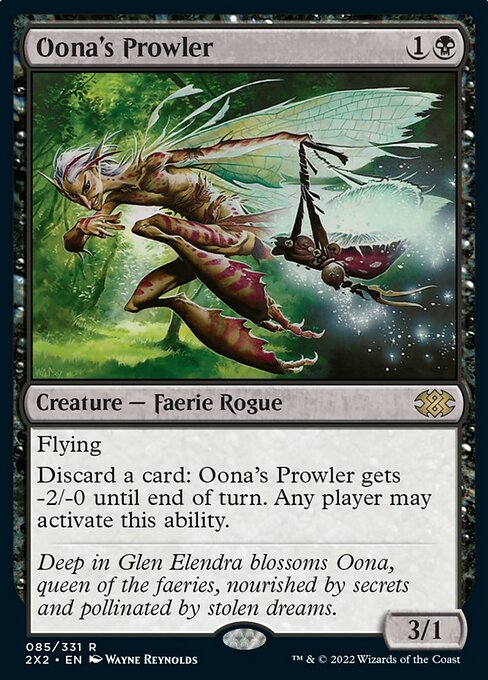 Oona's Prowler 1
Creature — Faerie Rogue
Flying
Discard a card: Oona's Prowler gets
-2/-0 until end of turn. Any player may
activate this ability.
Deep in Glen Elendra blossoms Oona,
queen of the faeries, nourished by secrets
and pollinated by stolen dreams.
3/1
085/331 R
2X2 • EN Wayne Reynolds
™ & © 2022 Wizards of the Coast